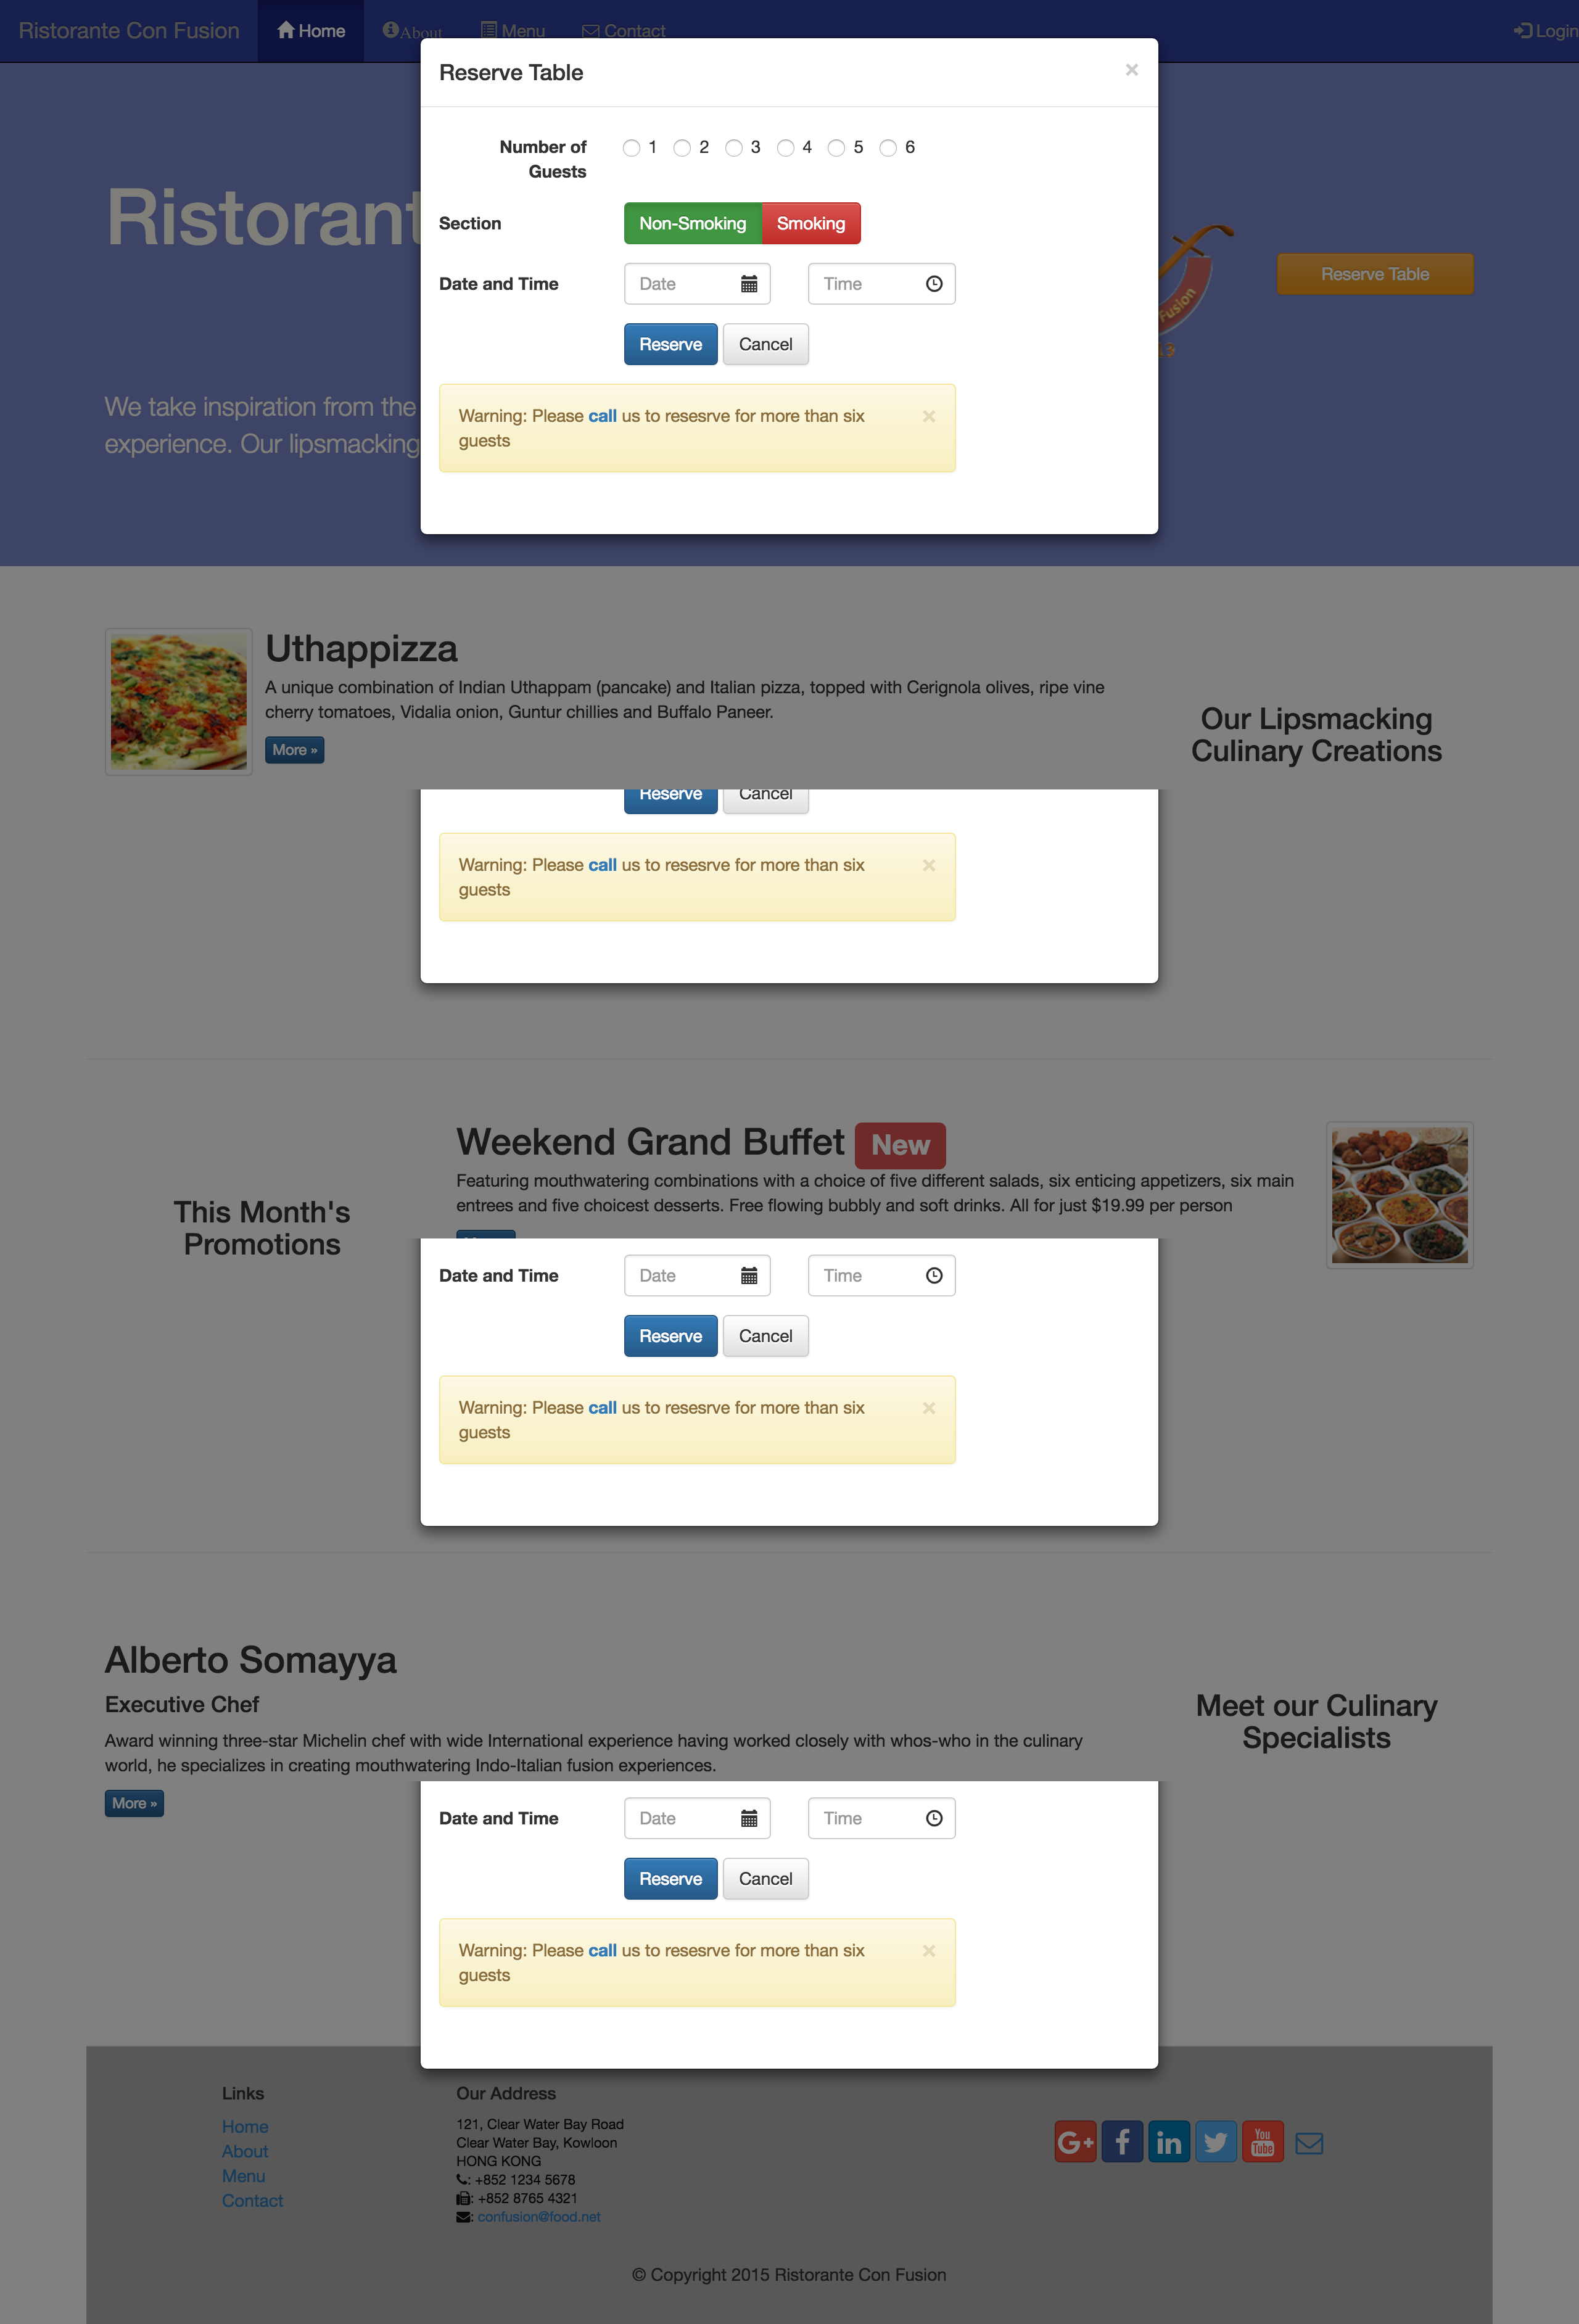 Ristorante Con Fusion
Home
About
Menu
Contact
Login
Reserve Table
×
Number of
Guests
1 2 3 4 5 6
Section
Non-Smoking
Smoking
Date and Time
Date
Time
Reserve
Cancel
Warning: Please call us to resesrve for more than six
guests
×
Ristorant
Fusion
Reserve Table
We take inspiration from the
experience. Our lipsmacking
Uthappizza
A unique combination of Indian Uthappam (pancake) and Italian pizza, topped with Cerignola olives, ripe vine
cherry tomatoes, Vidalia onion, Guntur chillies and Buffalo Paneer.
More »
Our Lipsmacking
Culinary Creations
Reserve
Cancel
Warning: Please call us to resesrve for more than six
guests
×
This Month's
Promotions
Weekend Grand Buffet New
Featuring mouthwatering combinations with a choice of five different salads, six enticing appetizers, six main
entrees and five choicest desserts. Free flowing bubbly and soft drinks. All for just $19.99 per person
Date and Time
Date
Time
Reserve
Cancel
Warning: Please call us to resesrve for more than six
guests
×
Alberto Somayya
Executive Chef
Award winning three-star Michelin chef with wide International experience having worked closely with whos-who in the culinary
world, he specializes in creating mouthwatering Indo-Italian fusion experiences.
More »
Meet our Culinary
Specialists
Date and Time
Date
Time
Reserve
Cancel
Warning: Please call us to resesrve for more than six
guests
×
Links
Home
About
Menu
Contact
Our Address
121, Clear Water Bay Road
Clear Water Bay, Kowloon
HONG KONG
: +852 1234 5678
: +852 8765 4321
: confusion@food.net
G+ f in You Tube
© Copyright 2015 Ristorante Con Fusion